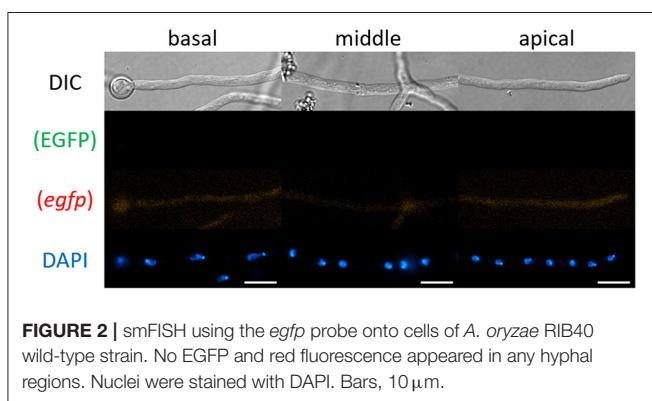 basal middle apical
DIC
(EGFP)
(egfp)
DAPI
FIGURE 2 | smFISH using the egfp probe onto cells of A. oryzae RIB40
wild-type strain. No EGFP and red fluorescence appeared in any hyphal
regions. Nuclei were stained with DAPI. Bars, 10 μm.